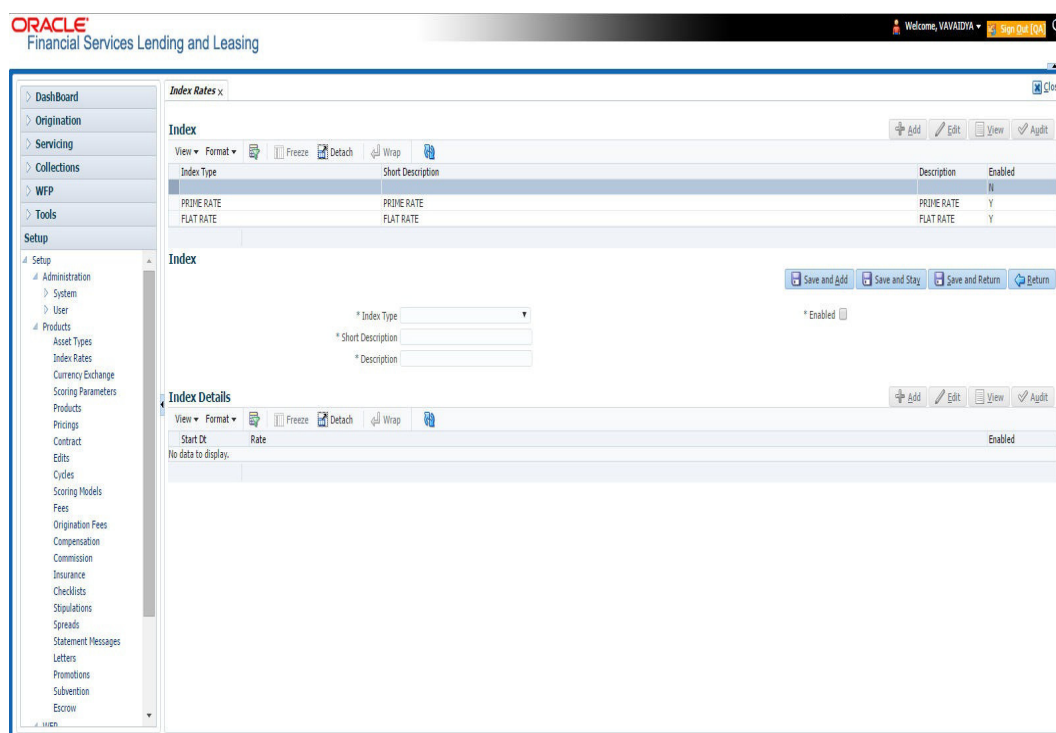 ORACLE
Financial Services Lending and Leasing
Welcome, VAVAIDYA
Sign Out [QA]
DashBoard
Origination
Servicing
Collections
WFP
Tools
Setup
Setup
Administration
System
User
Products
Asset Types
Index Rates
Currency Exchange
Scoring Parameters
Products
Pricings
Contract
Edits
Cycles
Scoring Models
Fees
Origination Fees
Compensation
Commission
Insurance
Checklists
Stipulations
Spreads
Statement Messages
Letters
Promotions
Subvention
Escrow
WFP
Index Rates x
Clos
Index
Add Edit View Audit
View Format Freeze Detach Wrap
Index Type Short Description Description Enabled
N
PRIME RATE PRIME RATE PRIME RATE Y
FLAT RATE FLAT RATE FLAT RATE Y
Index
Save and Add Save and Stay Save and Return Return
* Index Type * Enabled
* Short Description
* Description
Index Details
Add Edit View Audit
View Format Freeze Detach Wrap
Start Dt Rate Enabled
No data to display.